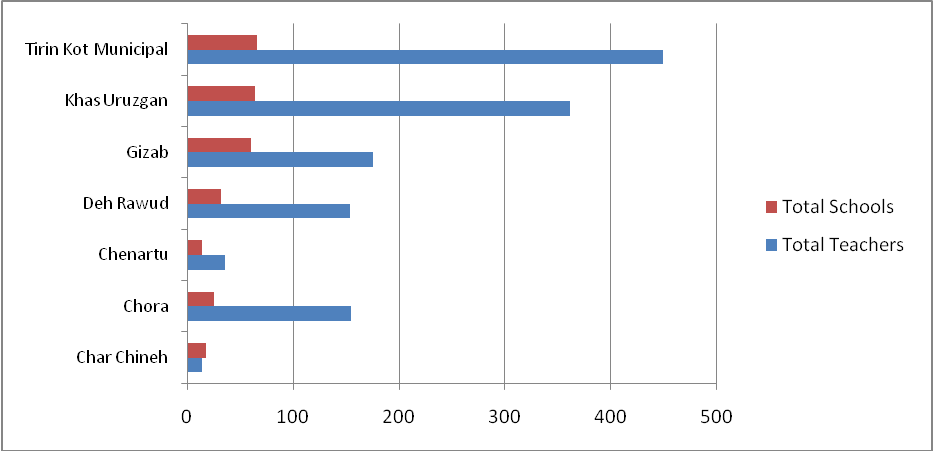 Tirin Kot Municipal
Khas Uruzgan
Gizab
Deh Rawud
Chenartu
Chora
Char Chineh
0 100 200 300 400 500
Total Schools
Total Teachers